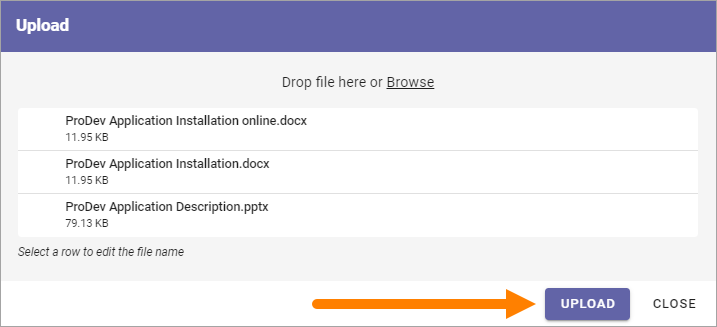 Upload
Drop file here or Browse
ProDev Application Installation online.docx
11.95 KB
ProDev Application Installation.docx
11.95 KB
ProDev Application Description.pptx
79.13 KB
Select a row to edit the file name
UPLOAD CLOSE